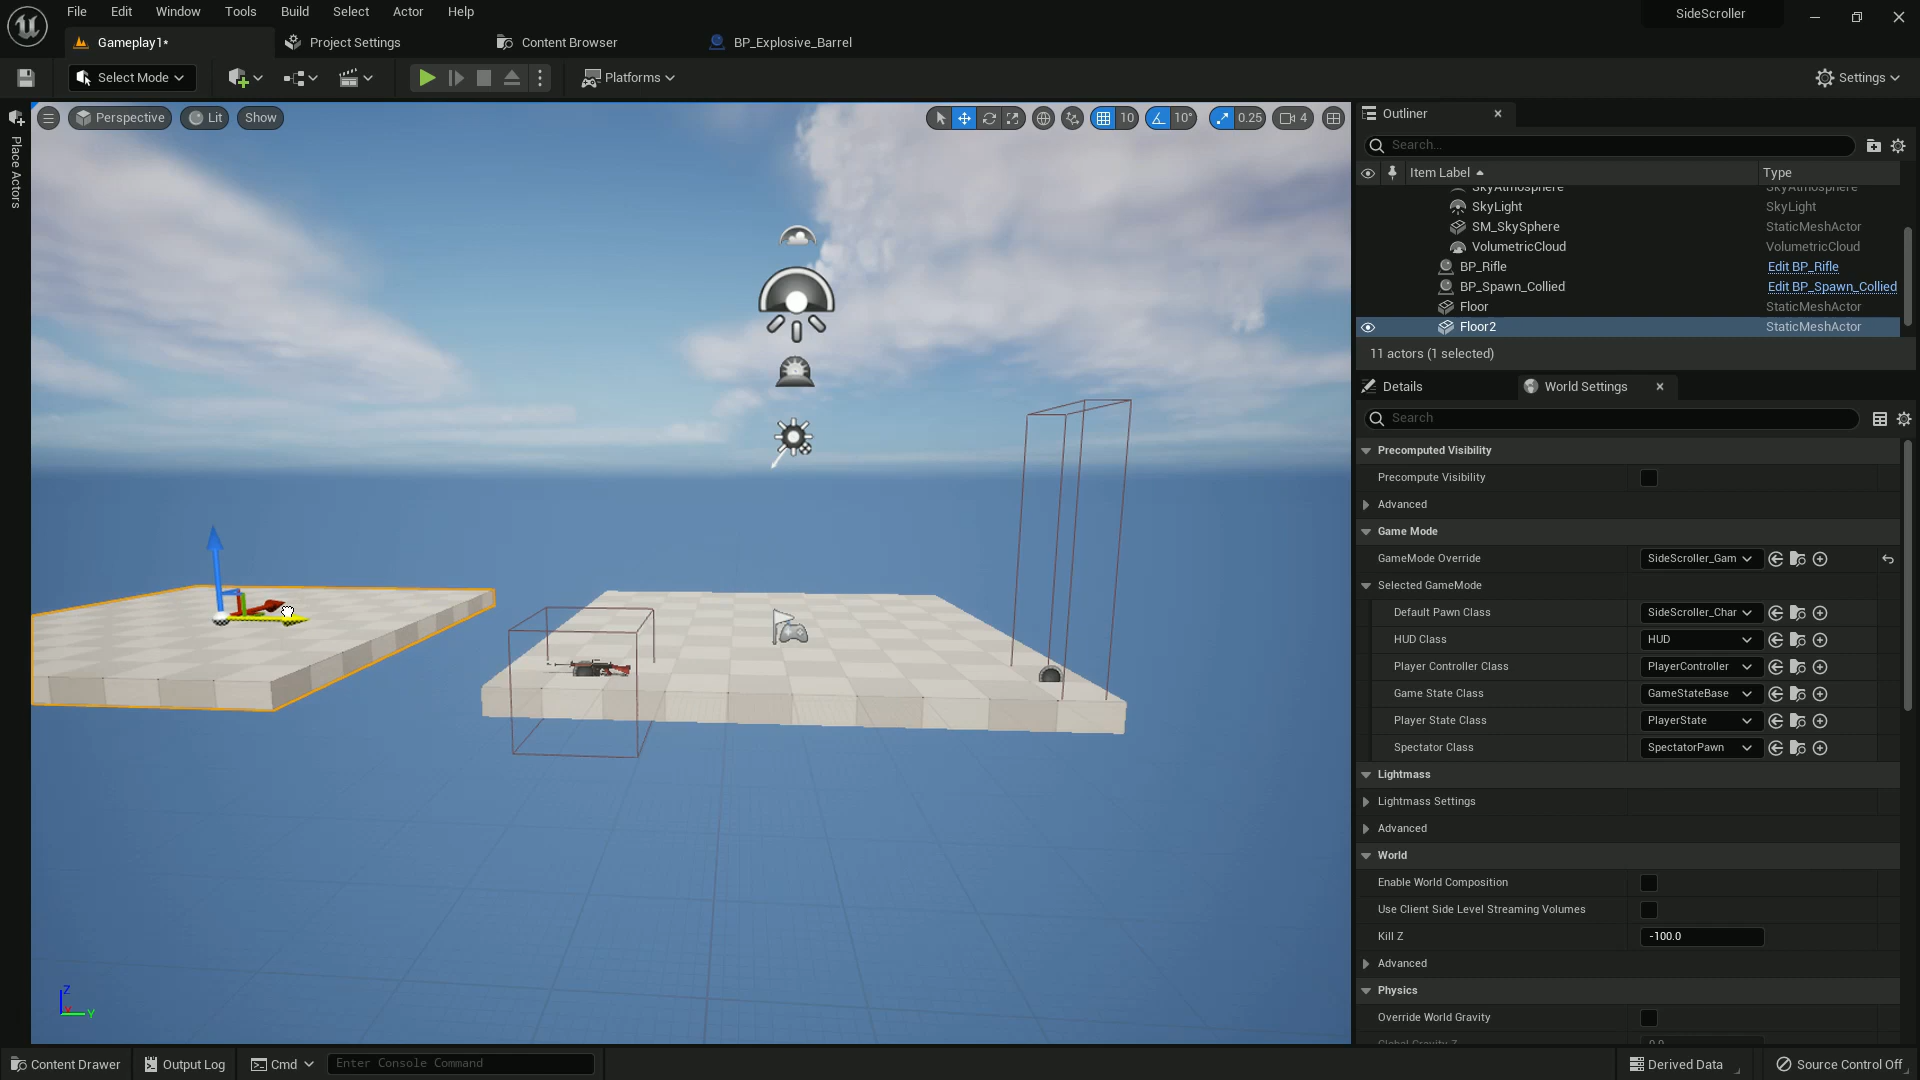 File Edit Window Tools Build Select Actor Help
SideScroller
Gameplay1*
Project Settings
Content Browser
BP_Explosive_Barrel
Select Mode
Platforms
Settings
Place Actors
Perspective
Lit
Show
10
10°
0.25
4
Outliner
Search...
Item Label
Type
SkyAtmosphere SkyAtmosphere
SkyLight SkyLight
SM_SkySphere StaticMeshActor
VolumetricCloud VolumetricCloud
BP_Rifle Edit BP_Rifle
BP_Spawn_Collied Edit BP_Spawn_Collied
Floor StaticMeshActor
Floor2 StaticMeshActor
11 actors (1 selected)
Details
World Settings
Search
Precomputed Visibility
Precompute Visibility
Advanced
Game Mode
GameMode Override SideScroller_Gam
Selected GameMode
Default Pawn Class SideScroller_Char
HUD Class HUD
Player Controller Class PlayerController
Game State Class GameStateBase
Player State Class PlayerState
Spectator Class SpectatorPawn
Lightmass
Lightmass Settings
Advanced
World
Enable World Composition
Use Client Side Level Streaming Volumes
Kill Z -100.0
Advanced
Physics
Override World Gravity
Global Gravity Z 0.0
Z
Y
Content Drawer
Output Log
Cmd
Enter Console Command
Derived Data
Source Control Off